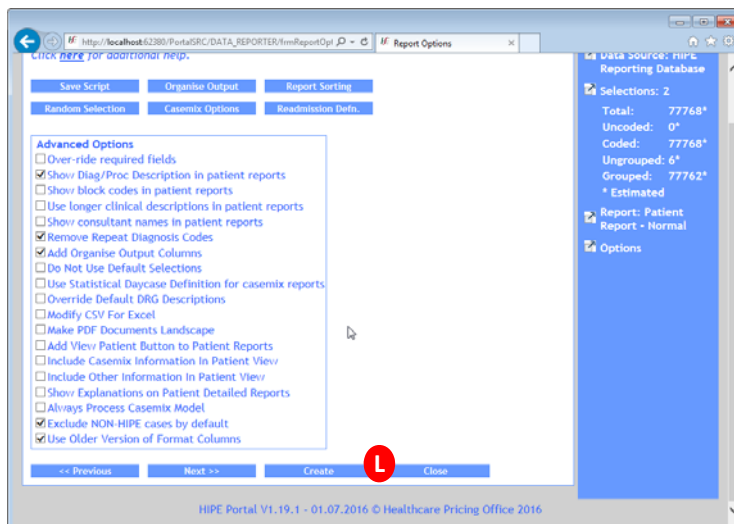 http://localhost:62380/PortalSRC/DATA_REPORTER/frmReportOpl
Report Options
Click here for additional help.
Save Script Organise Output Report Sorting
Random Selection Casemix Options Readmission Defn.
Advanced Options
Over-ride required fields
Show Diag/Proc Description in patient reports
Show block codes in patient reports
Use longer clinical descriptions in patient reports
Show consultant names in patient reports
Remove Repeat Diagnosis Codes
Add Organise Output Columns
Do Not Use Default Selections
Use Statistical Daycase Definition for casemix reports
Override Default DRG Descriptions
Modify CSV For Excel
Make PDF Documents Landscape
Add View Patient Button to Patient Reports
Include Casemix Information In Patient View
Include Other Information In Patient View
Show Explanations on Patient Detailed Reports
Always Process Casemix Model
Exclude NON-HIPE cases by default
Use Older Version of Format Columns
<< Previous Next >> Create L Close
Data Source: HIPE
Reporting Database
Selections: 2
Total: 77768*
Uncoded: 0*
Coded: 77768*
Ungrouped: 6*
Grouped: 77762*
* Estimated
Report: Patient
Report - Normal
Options
HIPE Portal V1.19.1 - 01.07.2016 © Healthcare Pricing Office 2016